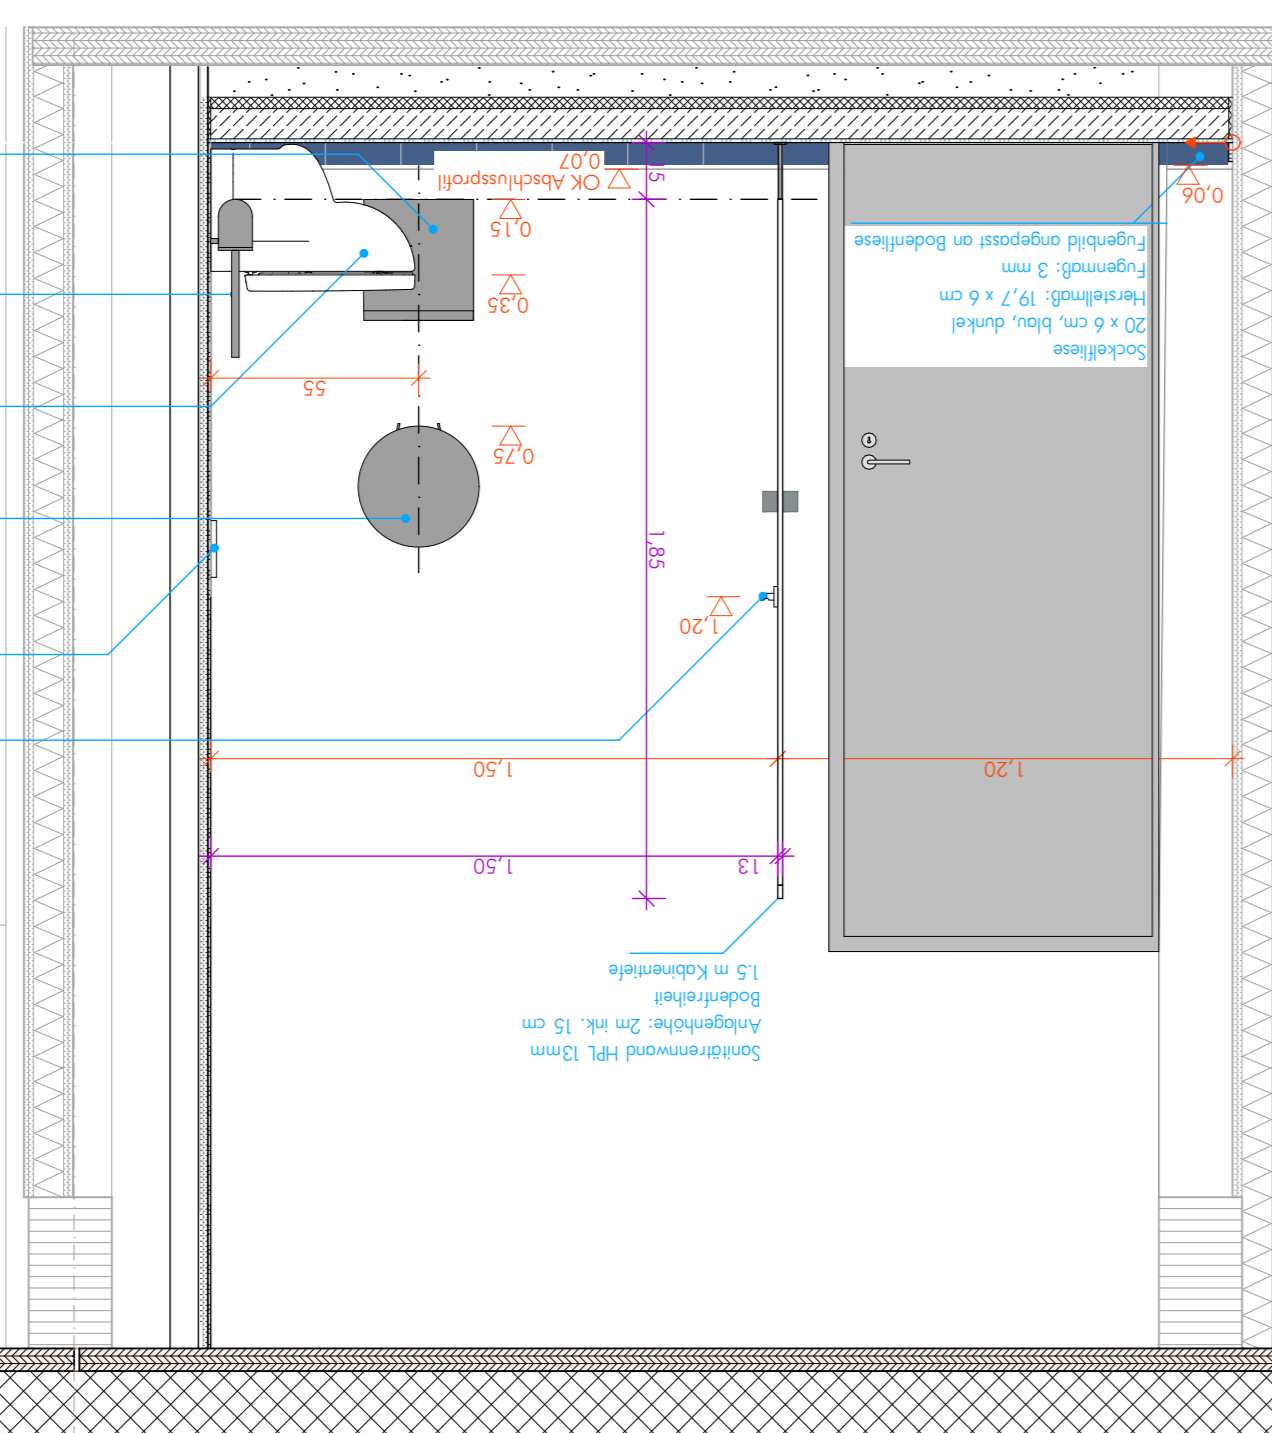 Sanitätrennwand HPL 13mm
Anlagenhöhe: 2m ink. 15 cm
Bodenfreiheit
1.5 m Kabinentiefe
13
1,50
1,20
1,50
1,20
1,85
0,75
55
Sockelfliese
20 x 6 cm, blau, dunkel
Herstellmaß: 19,7 x 6 cm
Fugenmaß: 3 mm
Fugenbild angepasst an Bodenfliese
0,35
0,15
0,06
OK Abschlussprofil
0,07
15